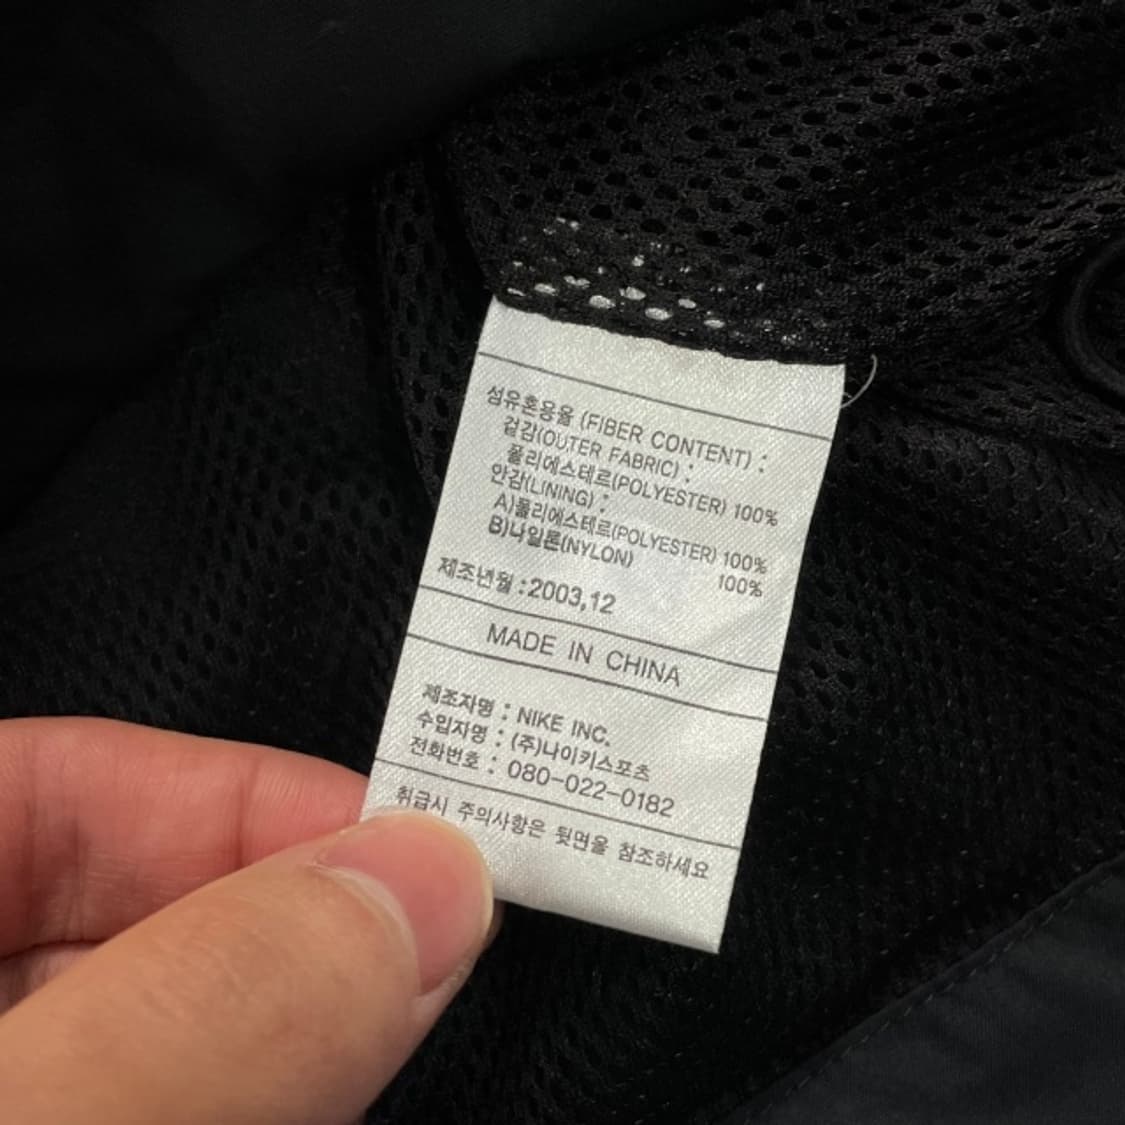 섬유혼용율 (FIBER CONTENT) :
겉감(OUTER FABRIC) :
폴리에스테르(POLYESTER) 100%
안감(LINING) :
A)폴리에스테르(POLYESTER) 100%
B)나일론(NYLON) 100%
제조년월 :2003,12
MADE IN CHINA
제조자명 : NIKE INC.
수입자명 : (주)나이키스포츠
전화번호 : 080-022-0182
취급시 주의사항은 뒷면을 참조하세요